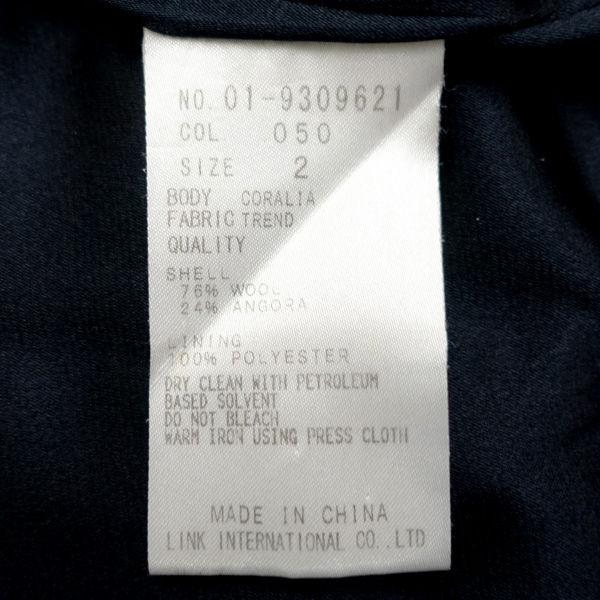 NO. 01-9309621
COL 050
SIZE 2
BODY CORALIA
FABRIC TREND
QUALITY
SHELL
76% WOOL
24% ANGORA
LINING
100% POLYESTER
DRY CLEAN WITH PETROLEUM
BASED SOLVENT
DO NOT BLEACH
WARM IRON USING PRESS CLOTH
MADE IN CHINA
LINK INTERNATIONAL CO.,LTD